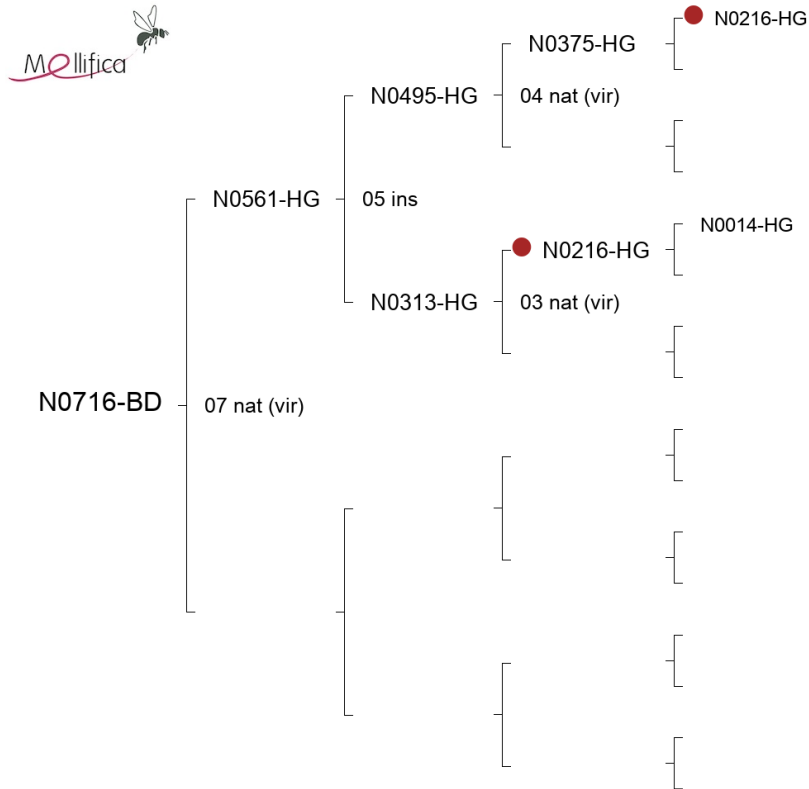 Mellifica
N0216-HG
N0375-HG
N0495-HG
04 nat (vir)
N0561-HG
05 ins
N0014-HG
N0216-HG
N0313-HG
03 nat (vir)
N0716-BD
07 nat (vir)